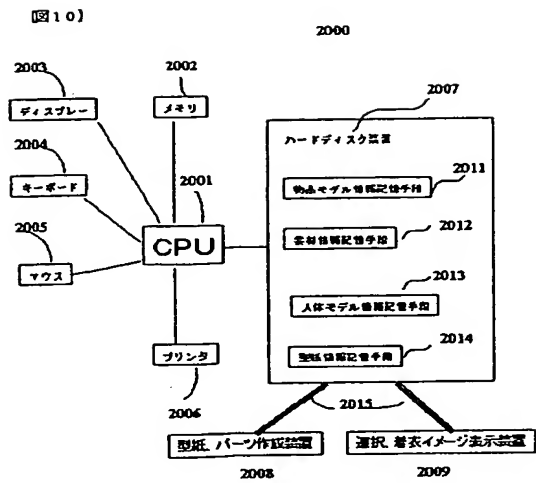 図10】
2000
2003
ディスプレー
2002
メモリ
2007
ハードディスク装置
2004
キーボード
2001
CPU
物品モデル情報記憶手段
2011
2005
マウス
素材情報記憶手段
2012
2013
人体モデル情報記憶手段
プリンタ
2006
型紙情報記憶手段
2014
2015
型紙、パーツ作成装置
2008
選択、着衣イメージ表示装置
2009